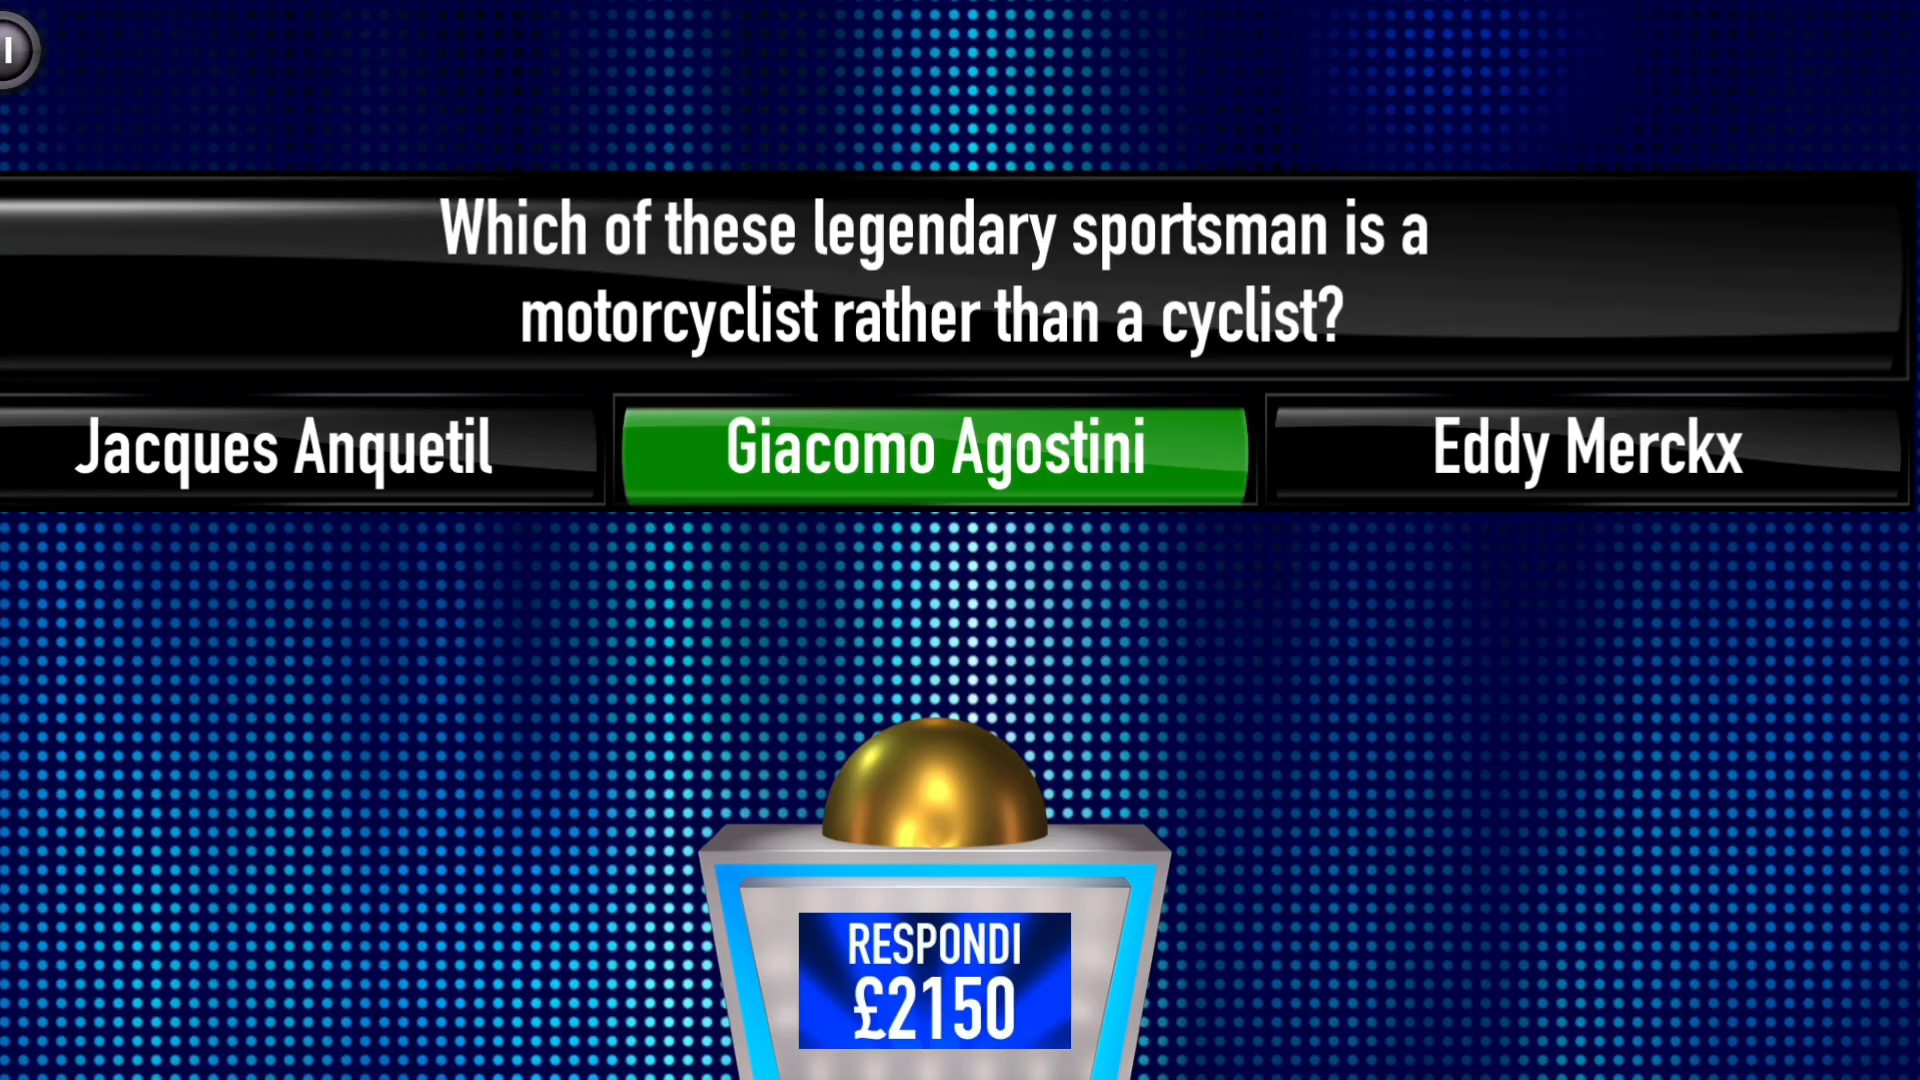 Which of these legendary sportsman is a
motorcyclist rather than a cyclist?
Jacques Anquetil
Giacomo Agostini
Eddy Merckx
RESPONDI
£2150